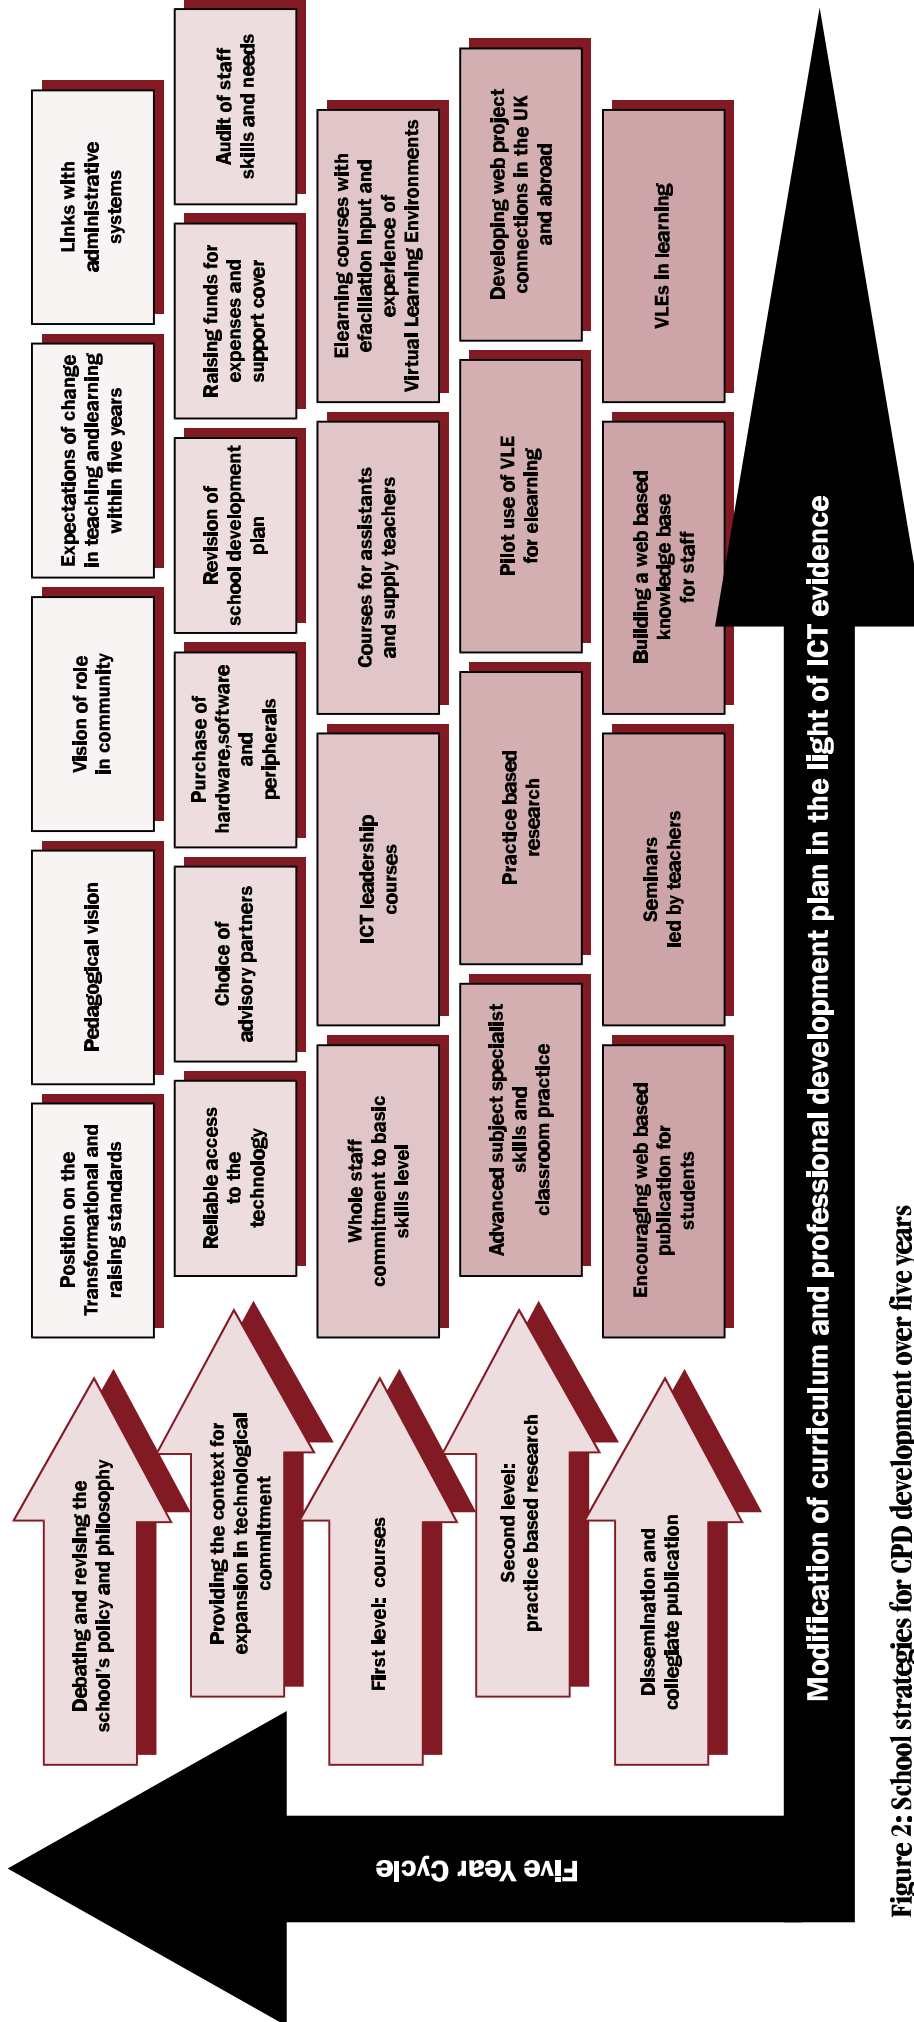 Debating and revising the
school's policy and philosophy
Position on the
Transformational and
raising standards
Pedagogical vision
Vision of role
in community
Expectations of change
in teaching andlearning
within five years
Links with
administrative
systems
Providing the context for
expansion in technological
commitment
Reliable access
to the
technology
Choice of
advisory partners
Purchase of
hardware,software
and
peripherals
Revision of
school development
plan
Raising funds for
expenses and
support cover
Audit of staff
skills and needs
First level: courses
Whole staff
commitment to basic
skills level
ICT leadership
courses
Courses for assistants
and supply teachers
Elearning courses with
efacilitation input and
experience of
Virtual Learning Environments
Second level:
practice based research
Advanced subject specialist
skills and
classroom practice
Practice based
research
Pilot use of VLE
for elearning
Developing web project
connections in the UK
and abroad
Dissemination and
collegiate publication
Encouraging web based
publication for
students
Seminars
led by teachers
Building a web based
knowledge base
for staff
VLEs in learning
Five Year Cycle
Modification of curriculum and professional development plan in the light of ICT evidence
Figure 2: School strategies for CPD development over five years